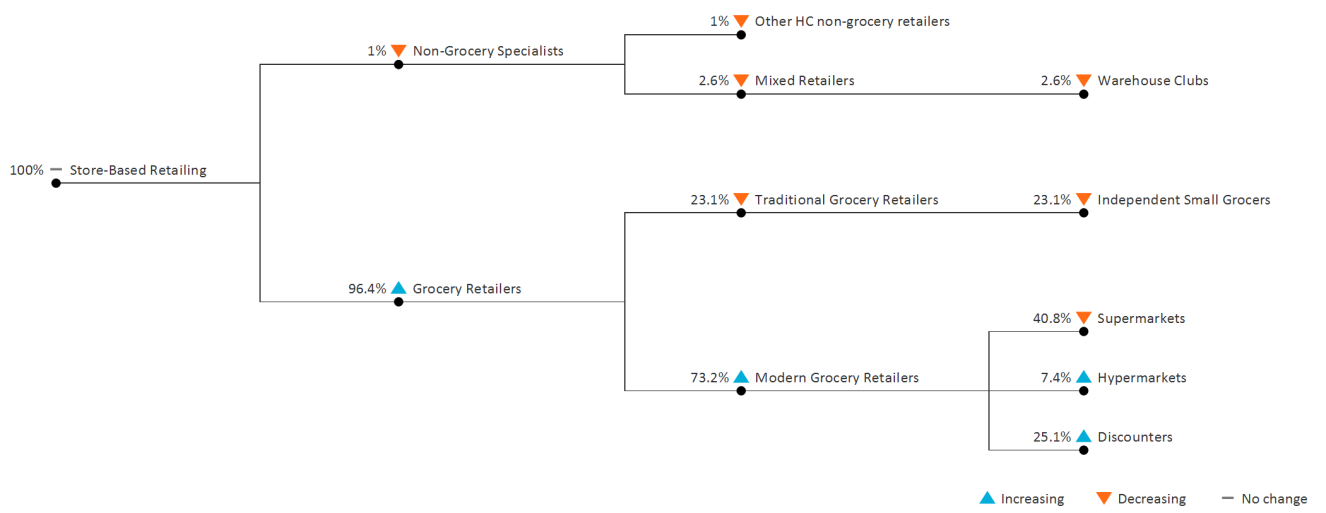 1% Other HC non-grocery retailers
1% Non-Grocery Specialists
2.6% Mixed Retailers
2.6% Warehouse Clubs
100% Store-Based Retailing
23.1% Traditional Grocery Retailers
23.1% Independent Small Grocers
96.4% Grocery Retailers
40.8% Supermarkets
73.2% Modern Grocery Retailers
7.4% Hypermarkets
25.1% Discounters
Increasing Decreasing No change